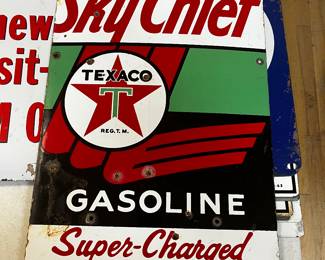 Sky Chief
new
sit-
TEXACO
T
REG. T. M.
GASOLINE
Super-Charged